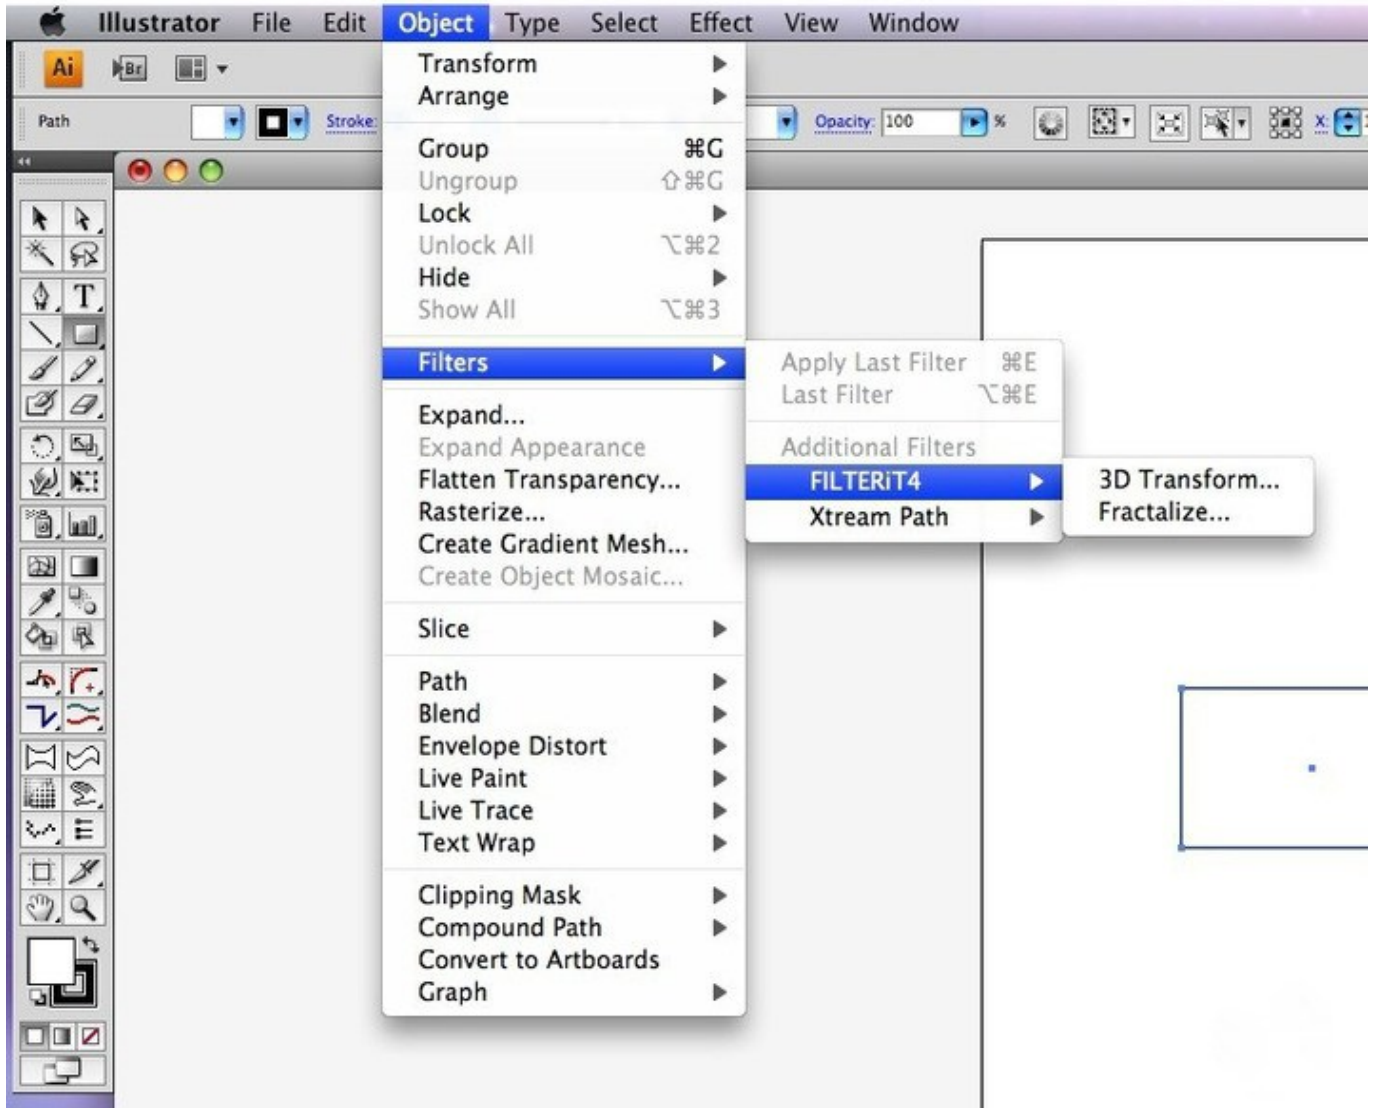 Illustrator File Edit Object Type Select Effect View Window
Ai Br
Path Stroke: Opacity: 100 % X:
Transform
Arrange
Group ⌘G
Ungroup ⇧⌘G
Lock
Unlock All ⌥⌘2
Hide
Show All ⌥⌘3
Filters
Apply Last Filter ⌘E
Last Filter ⌥⌘E
Expand...
Expand Appearance
Additional Filters
Flatten Transparency...
FILTERiT4
3D Transform...
Rasterize...
Xtream Path
Fractalize...
Create Gradient Mesh...
Create Object Mosaic...
Slice
Path
Blend
Envelope Distort
Live Paint
Live Trace
Text Wrap
Clipping Mask
Compound Path
Convert to Artboards
Graph